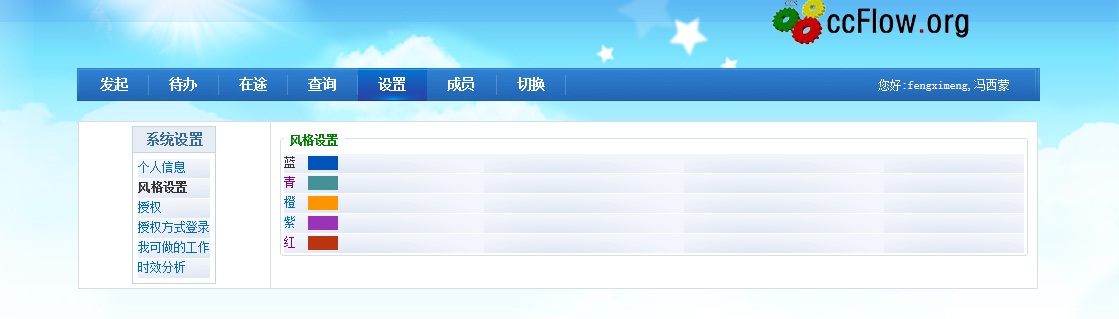 ccFlow.org
发起 待办 在途 查询 设置 成员 切换 您好:fengximeng,冯西蒙
系统设置
个人信息
风格设置
授权
授权方式登录
我可做的工作
时效分析
风格设置
蓝
青
橙
紫
红